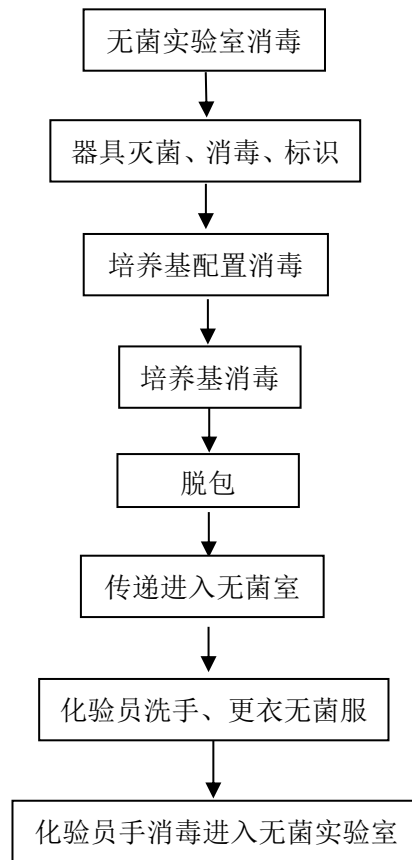 无菌实验室消毒
器具灭菌、消毒、标识
培养基配置消毒
培养基消毒
脱包
传递进入无菌室
化验员洗手、更衣无菌服
化验员手消毒进入无菌实验室